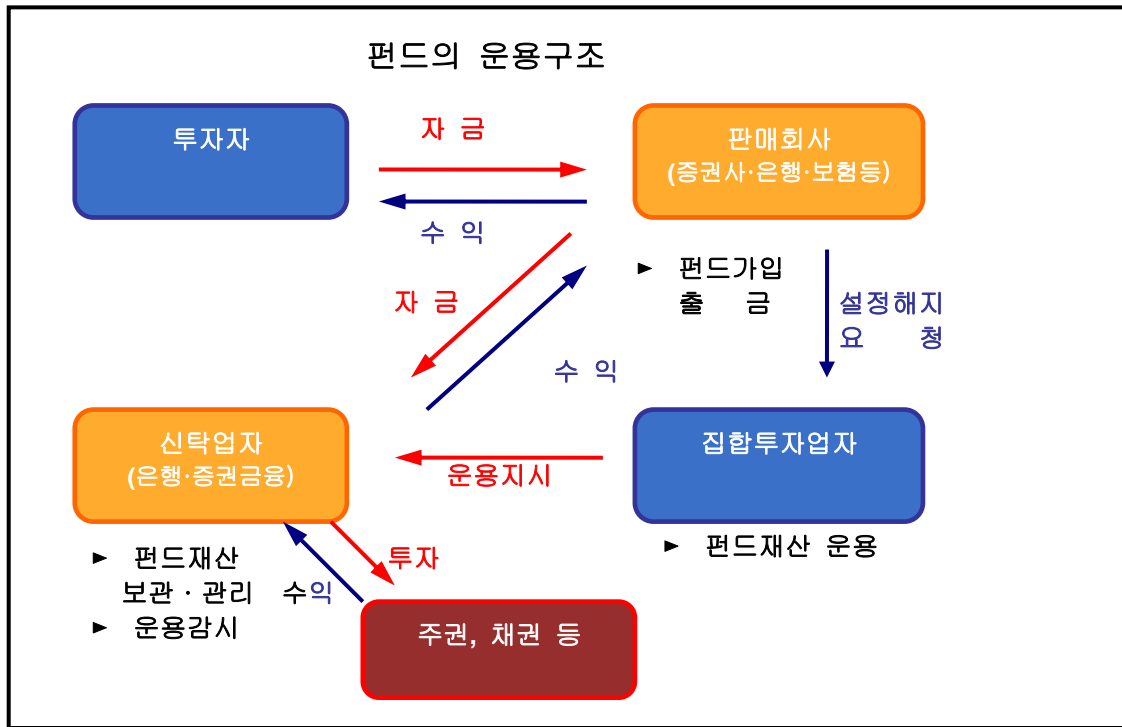 펀드의 운용구조
투자자
자 금
판매회사
(증권사·은행·보험등)
수 익
► 펀드가입
출 금
자 금
설정해지
요 청
수 익
신탁업자
(은행·증권금융)
집합투자업자
운용지시
► 펀드재산
보관 · 관리
► 운용감시
투자
► 펀드재산 운용
수익
주권, 채권 등